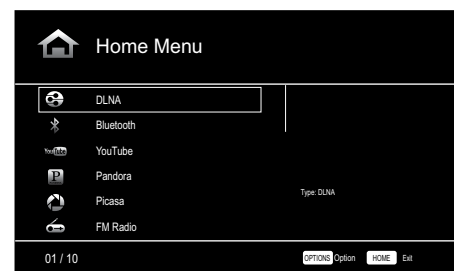 Home Menu
DLNA
Bluetooth
YouTube YouTube
P Pandora
Picasa
FM Radio
Type: DLNA
01 / 10
OPTIONS Option HOME Exit